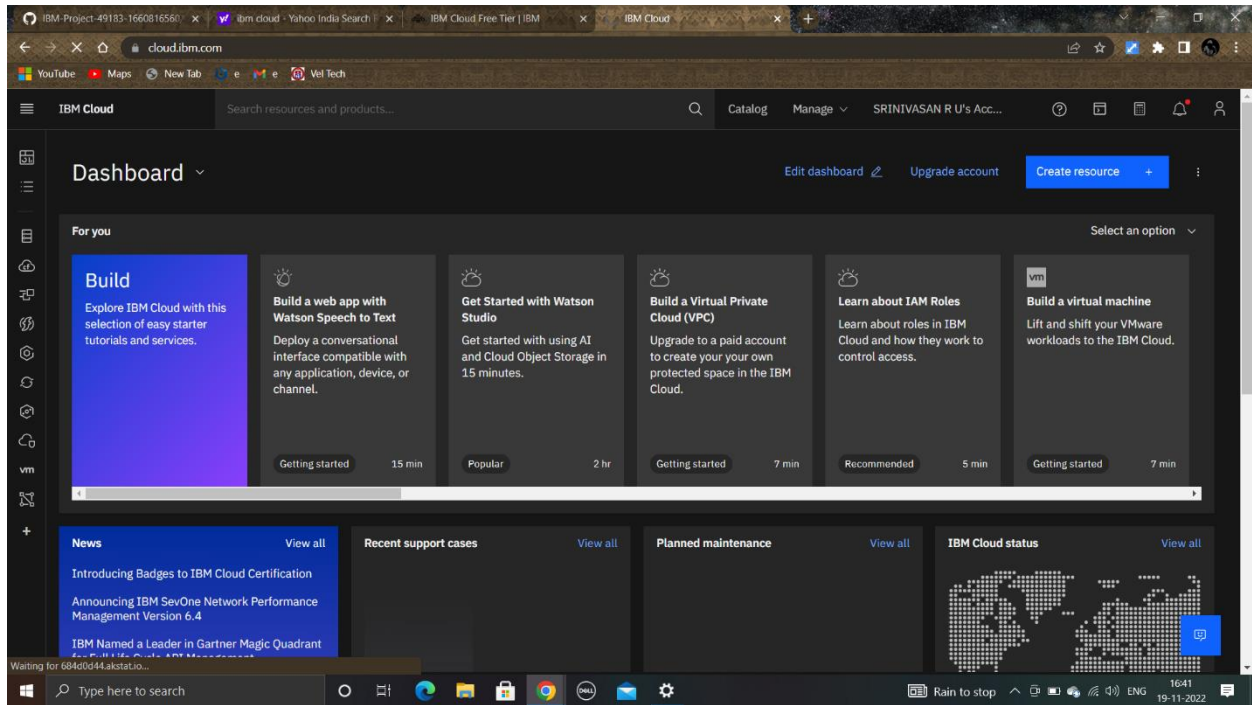 IBM-Project-49183-1660816560
ibm cloud - Yahoo India Search
IBM Cloud Free Tier | IBM
IBM Cloud
cloud.ibm.com
YouTube
Maps
New Tab
e
e
Vel Tech
IBM Cloud
Search resources and products...
Catalog
Manage
SRINIVASAN R U's Acc...
Dashboard
Edit dashboard
Upgrade account
Create resource +
For you
Select an option
Build
Explore IBM Cloud with this
selection of easy starter
tutorials and services.
Build a web app with
Watson Speech to Text
Deploy a conversational
interface compatible with
any application, device, or
channel.
Getting started
15 min
Get Started with Watson
Studio
Get started with using AI
and Cloud Object Storage in
15 minutes.
Popular
2 hr
Build a Virtual Private
Cloud (VPC)
Upgrade to a paid account
to create your your own
protected space in the IBM
Cloud.
Getting started
7 min
Learn about IAM Roles
Learn about roles in IBM
Cloud and how they work to
control access.
Recommended
5 min
vm
Build a virtual machine
Lift and shift your VMware
workloads to the IBM Cloud.
Getting started
7 min
vm
News
View all
Introducing Badges to IBM Cloud Certification
Announcing IBM SevOne Network Performance
Management Version 6.4
IBM Named a Leader in Gartner Magic Quadrant
Recent support cases
View all
Planned maintenance
View all
IBM Cloud status
View all
Waiting for 684d0d44.akstat.io...
Type here to search
DELL
Rain to stop
ENG
16:41
19-11-2022